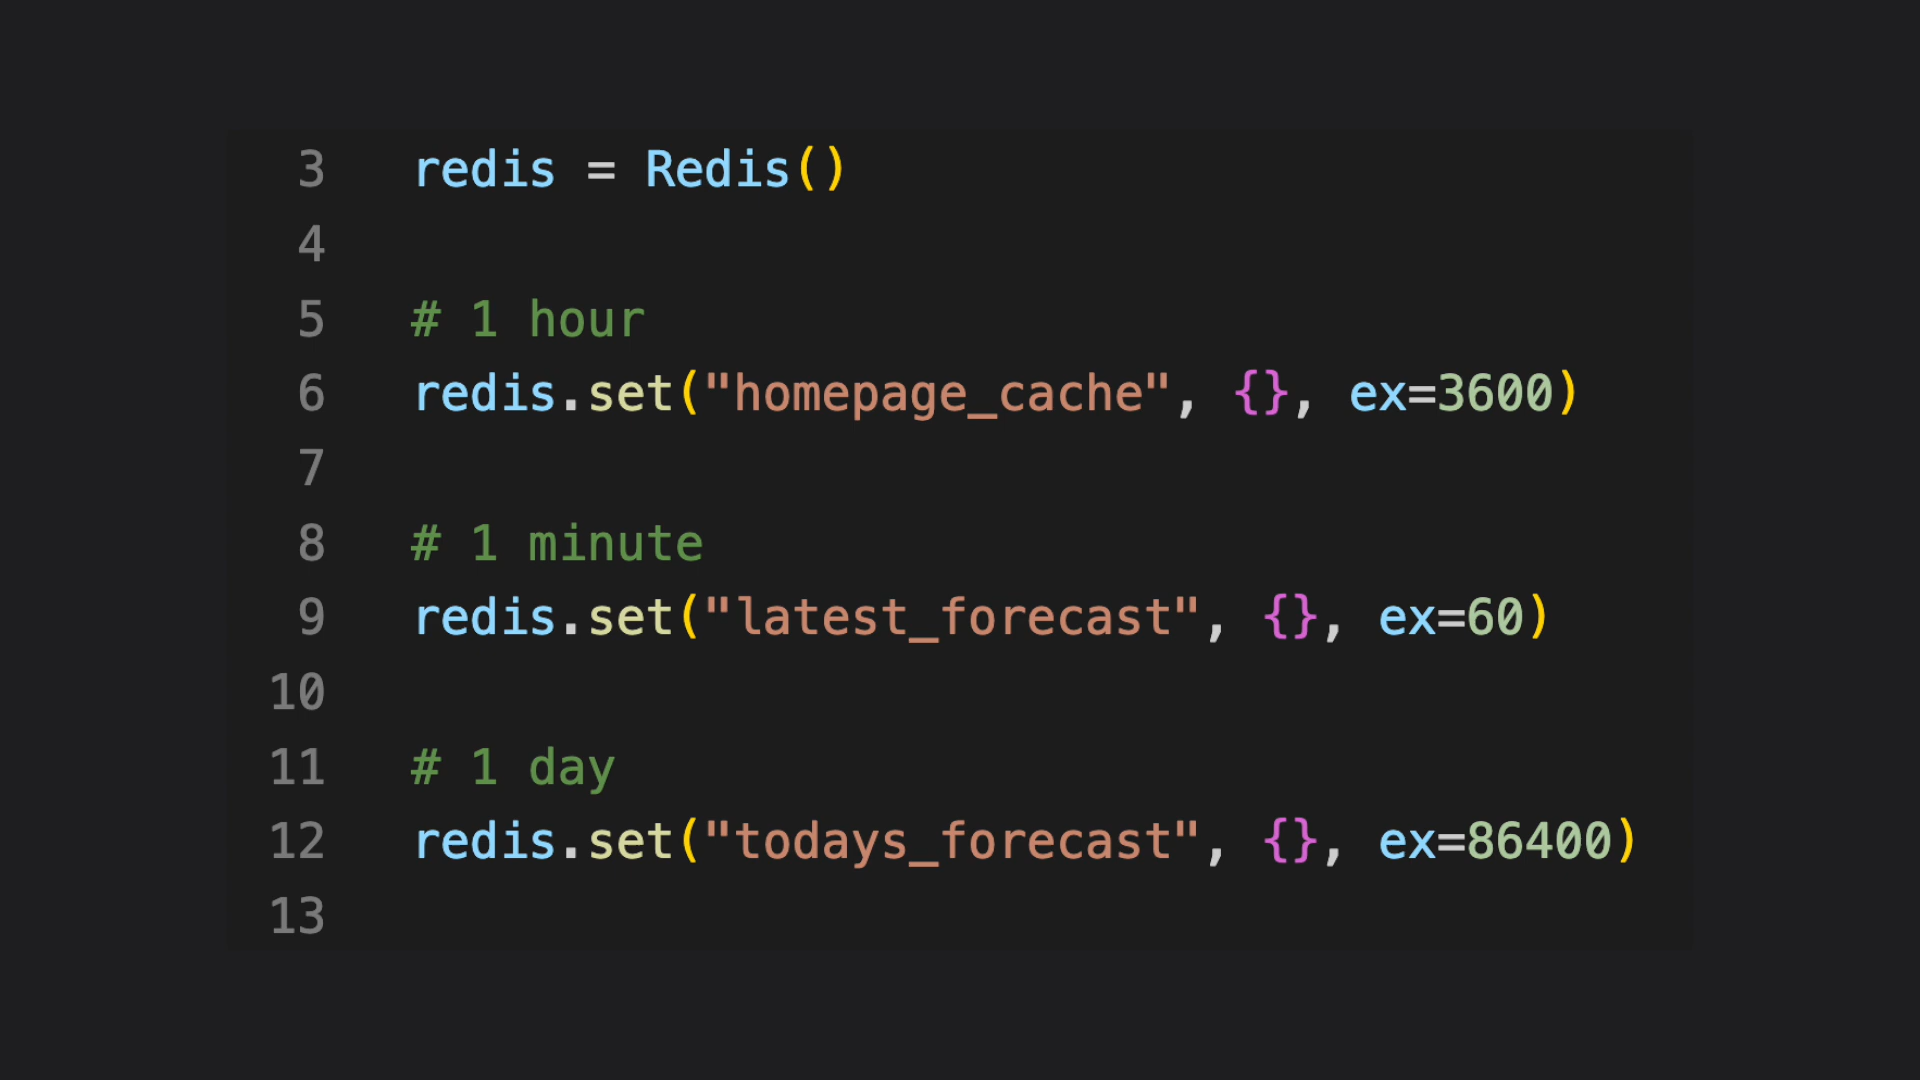 3 redis = Redis()
4
5 # 1 hour
6 redis.set("homepage_cache", {}, ex=3600)
7
8 # 1 minute
9 redis.set("latest_forecast", {}, ex=60)
10
11 # 1 day
12 redis.set("todays_forecast", {}, ex=86400)
13